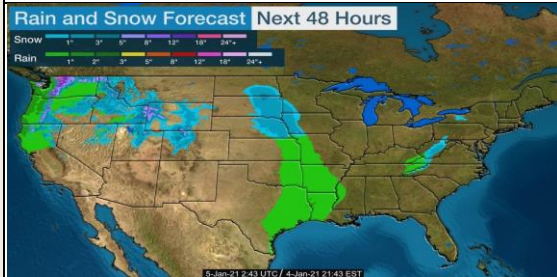 Rain and Snow Forecast Next 48 Hours
Snow
1" 3" 5" 8" 12" 18" 24"+
Rain
1" 2" 3" 5" 8" 12" 18" 24"+
5-Jan-21 2:43 UTC / 4-Jan-21 21:43 EST